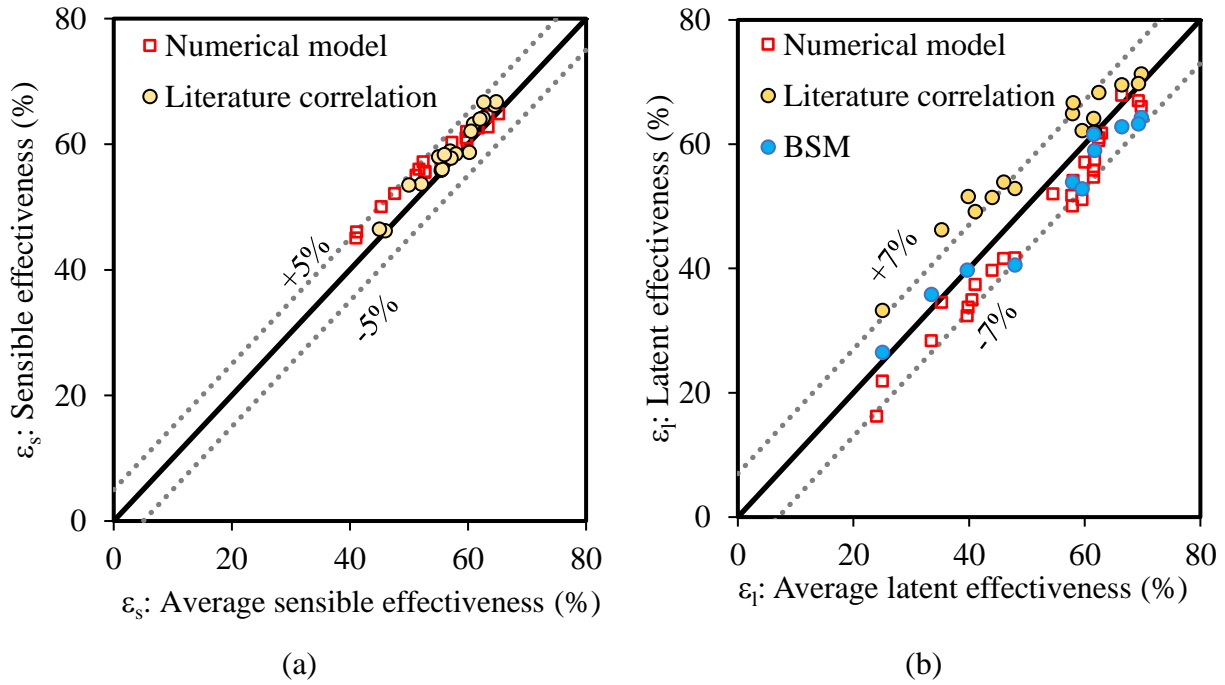 80
60
40
20
0
0
20
40
60
80
εs: Sensible effectiveness (%)
εs: Average sensible effectiveness (%)
Numerical model
Literature correlation
+5%
-5%
(a)
80
60
40
20
0
0
20
40
60
80
εl: Latent effectiveness (%)
εl: Average latent effectiveness (%)
Numerical model
Literature correlation
BSM
+7%
-7%
(b)